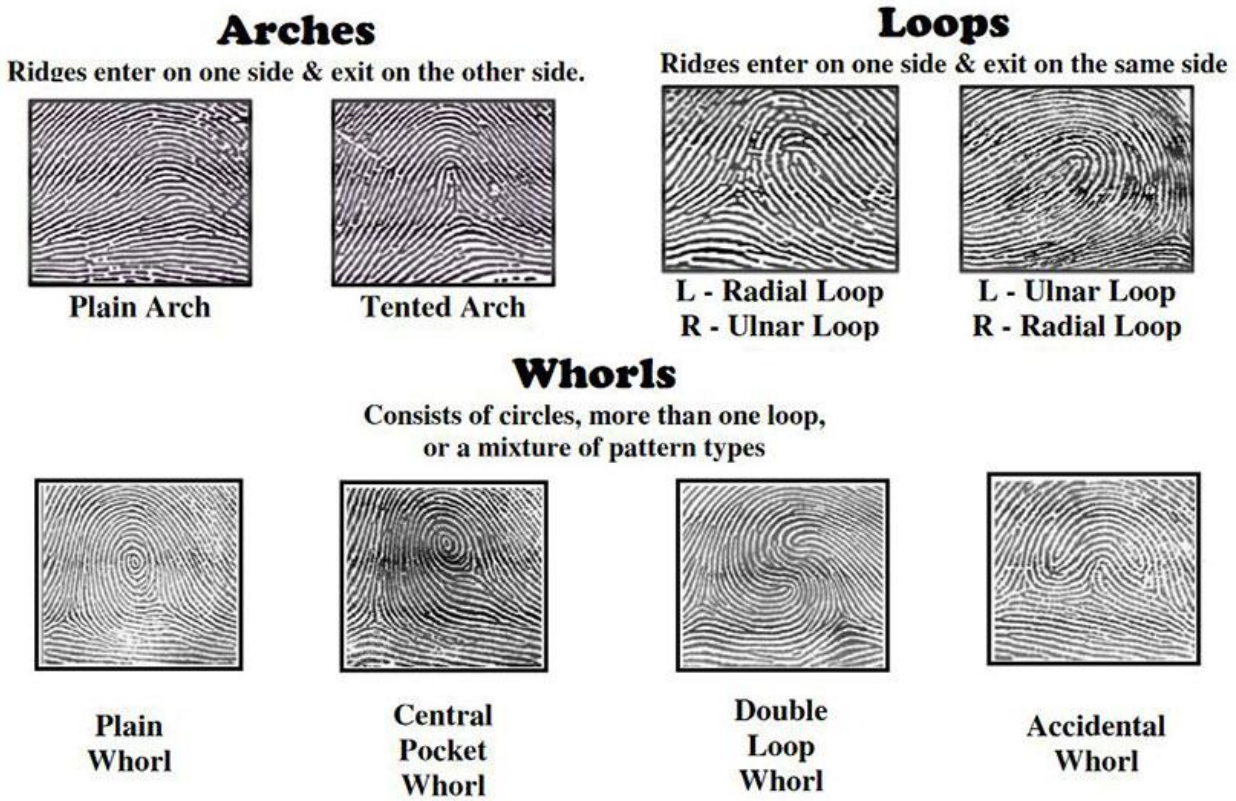 Arches
Ridges enter on one side & exit on the other side.
Plain Arch
Tented Arch
Loops
Ridges enter on one side & exit on the same side
L - Radial Loop
R - Ulnar Loop
L - Ulnar Loop
R - Radial Loop
Whorls
Consists of circles, more than one loop,
or a mixture of pattern types
Plain
Whorl
Central
Pocket
Whorl
Double
Loop
Whorl
Accidental
Whorl